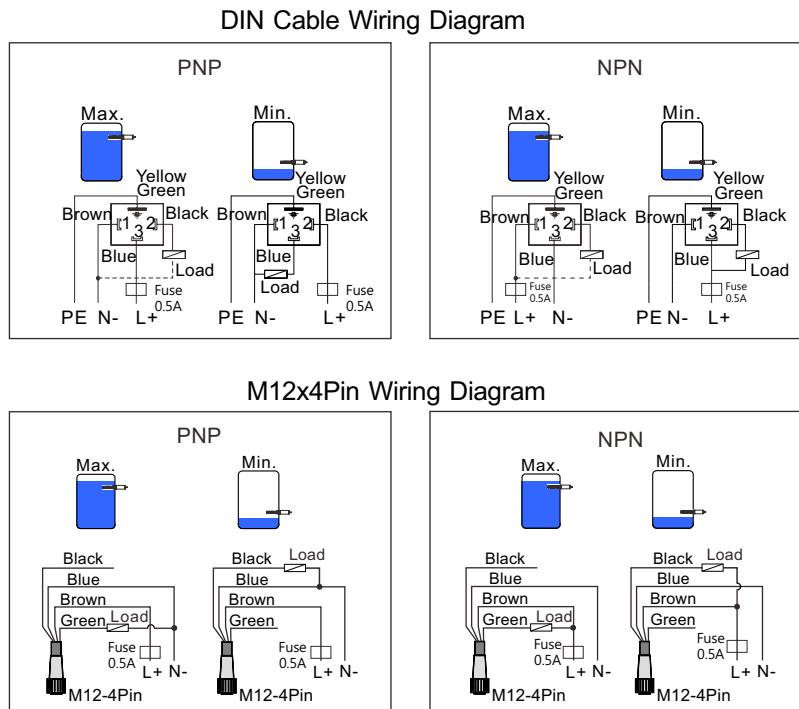 DIN Cable Wiring Diagram
PNP
Max.
Min.
Yellow
Green
Yellow
Green
Brown
1 3 2
Black
Brown
1 3 2
Black
Blue
Load
Blue
Load
Fuse
0.5A
Fuse
0.5A
PE N- L+
PE N- L+
NPN
Max.
Min.
Yellow
Green
Yellow
Green
Brown
1 3 2
Black
Brown
1 3 2
Black
Blue
Load
Blue
Load
Fuse
0.5A
Fuse
0.5A
PE L+ N-
PE N- L+
M12x4Pin Wiring Diagram
PNP
Max.
Min.
Black
Blue
Brown
Green
Load
Fuse
0.5A
L+ N-
M12-4Pin
Black
Load
Blue
Brown
Green
Fuse
0.5A
L+ N-
M12-4Pin
NPN
Max.
Min.
Black
Blue
Brown
Green
Load
Fuse
0.5A
L+ N-
M12-4Pin
Black
Load
Blue
Brown
Green
Fuse
0.5A
L+ N-
M12-4Pin